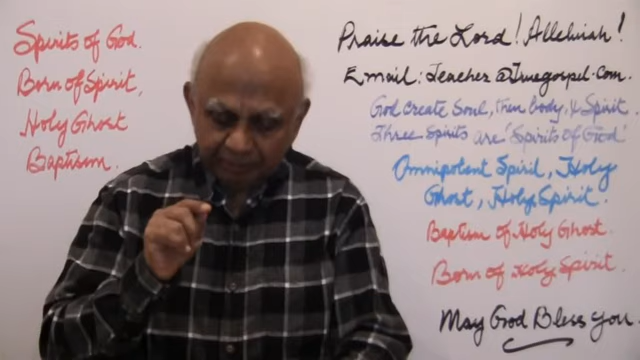 Spirits of God.
Born of Spirit,
Holy Ghost
Baptism.
Praise the Lord! Alleluiah!
Email: Teacher@Truegospel.com.
God create Soul, then body, & Spirit.
Three Spirits are 'Spirits of God'
Omnipotent Spirit, Holy
Ghost, Holy Spirit.
Baptism of Holy Ghost.
Born of Holy Spirit.
May God Bless you.